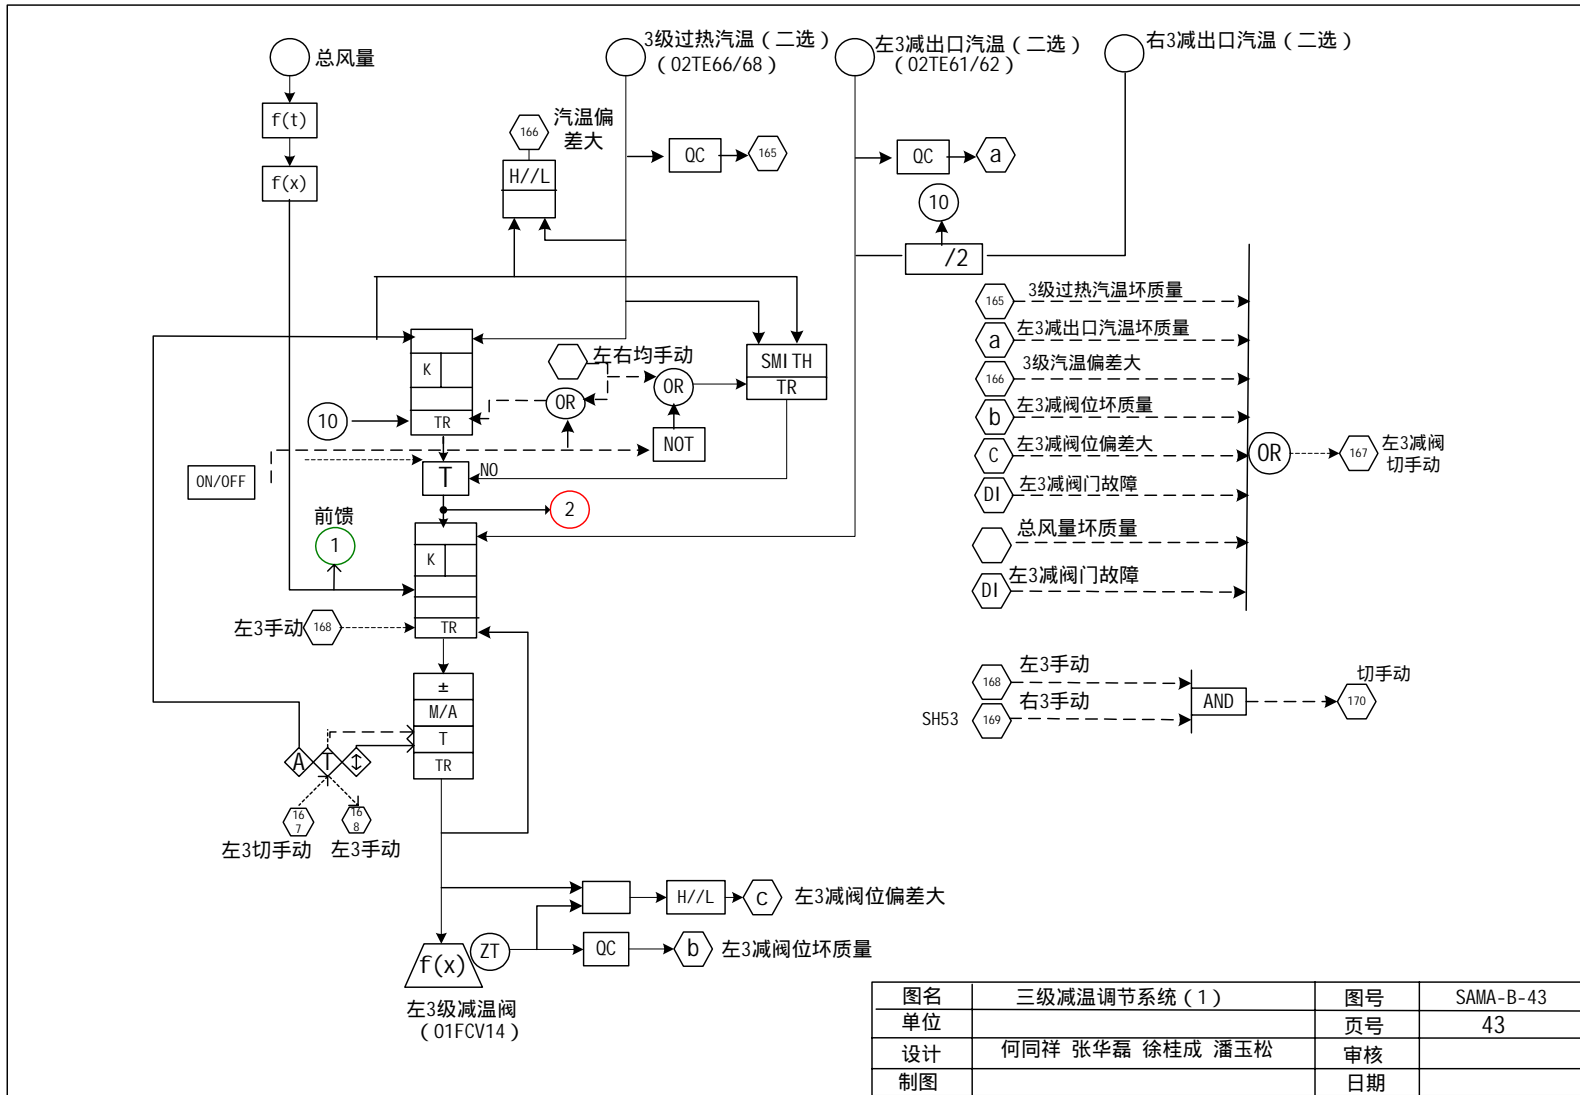 总风量
3级过热汽温（二选）
（02TE66/68）
左3减出口汽温（二选）
（02TE61/62）
右3减出口汽温（二选）
f(t)
f(x)
166
汽温偏
差大
H//L
QC
165
QC
a
10
/2
165
3级过热汽温坏质量
a
左3减出口汽温坏质量
166
3级汽温偏差大
b
左3减阀位坏质量
C
左3减阀位偏差大
DI
左3减阀门故障
总风量坏质量
DI
左3减阀门故障
OR
167
左3减阀
切手动
K
TR
10
左右均手动
OR
OR
SMITH
TR
NOT
ON/OFF
T
NO
2
前馈
1
K
TR
左3手动
168
±
M/A
T
TR
A
T
16
7
16
8
左3切手动
左3手动
168
左3手动
SH53
169
右3手动
AND
切手动
170
H//L
C
左3减阀位偏差大
f(x)
ZT
QC
b
左3减阀位坏质量
左3级减温阀
（01FCV14）
图名
三级减温调节系统（1）
图号
SAMA-B-43
单位
页号
43
设计
何同祥 张华磊 徐桂成 潘玉松
审核
制图
日期